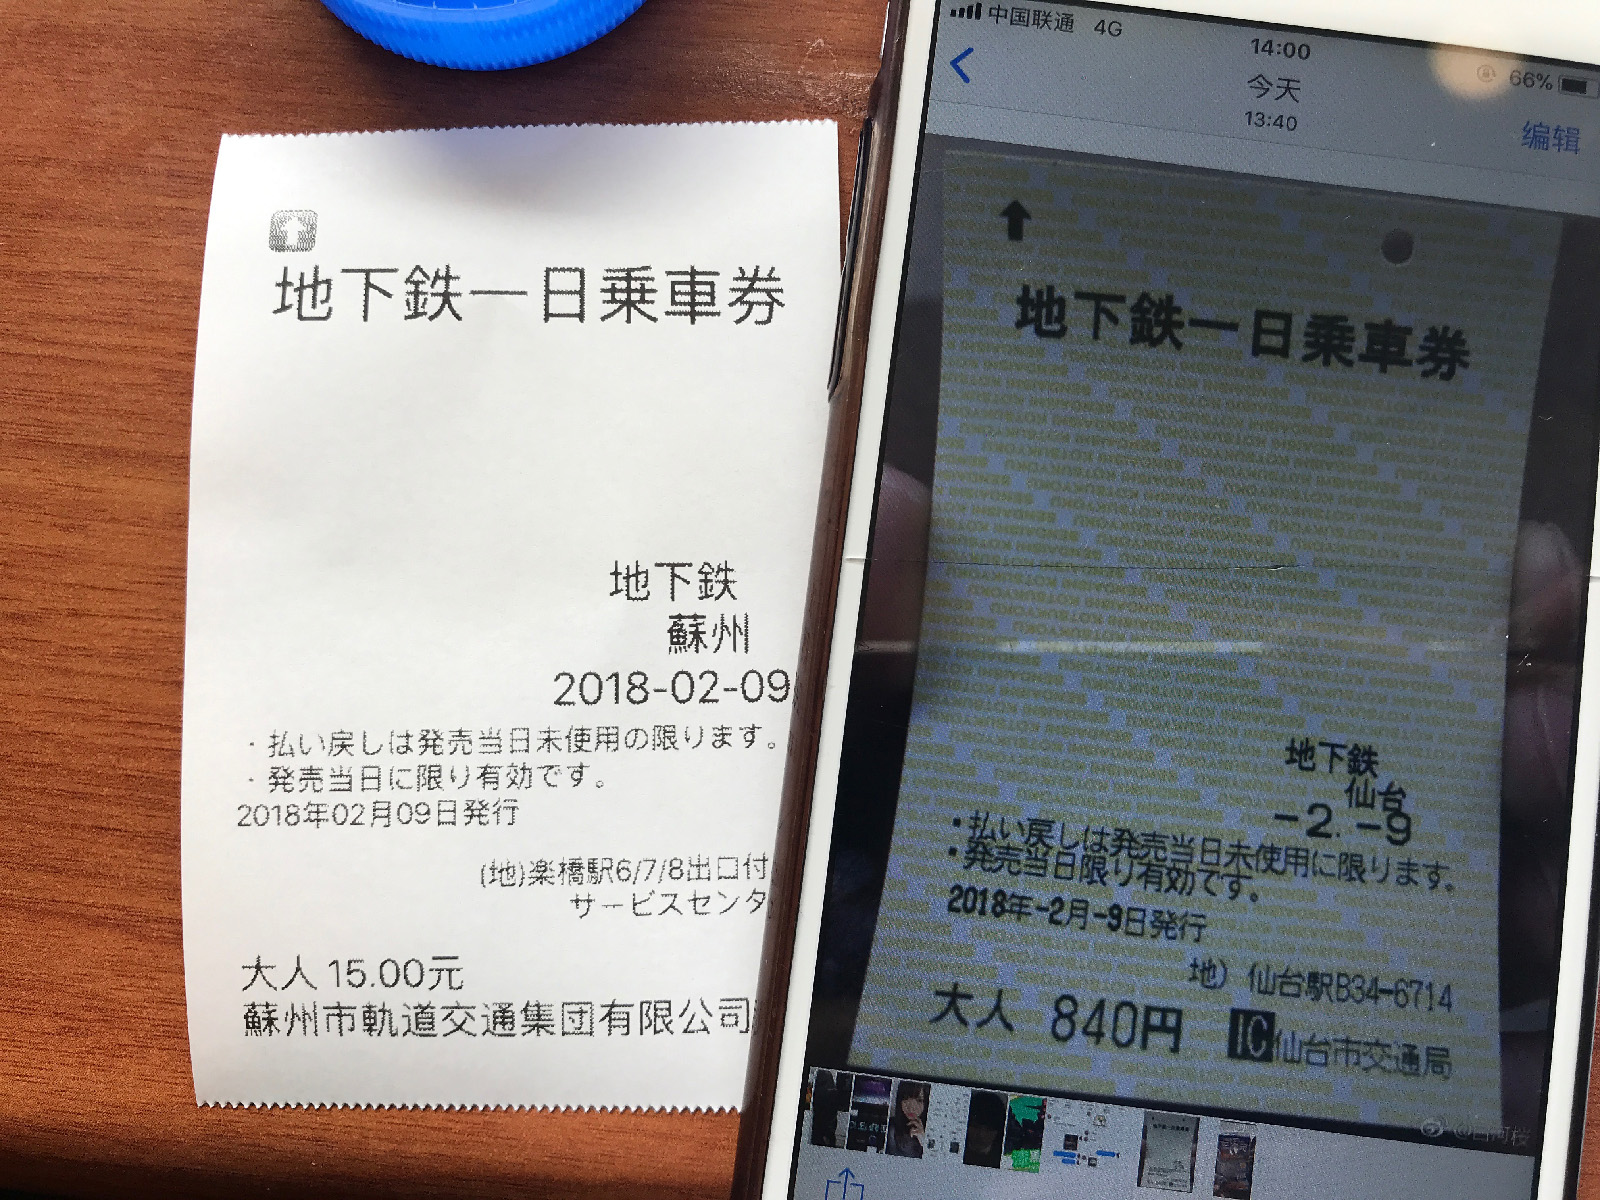 地下鉄一日乗車券
地下鉄
蘇州
2018-02-09
・払い戻しは発売当日未使用の限ります。
・発売当日に限り有効です。
2018年02月09日発行
(地)楽橋駅6/7/8出口付
サービスセンタ
大人 15.00元
蘇州市軌道交通集団有限公司
中国联通 4G
14:00
66%
今天
13:40
编辑
地下鉄一日乗車券
地下鉄
仙台
-2.-9
・払い戻しは発売当日未使用に限ります。
・発売当日限り有効です。
2018年-2月-9日発行
地）仙台駅B34-6714
大人 840円 IC仙台市交通局
SENDAISHI KOTSUKYOKU